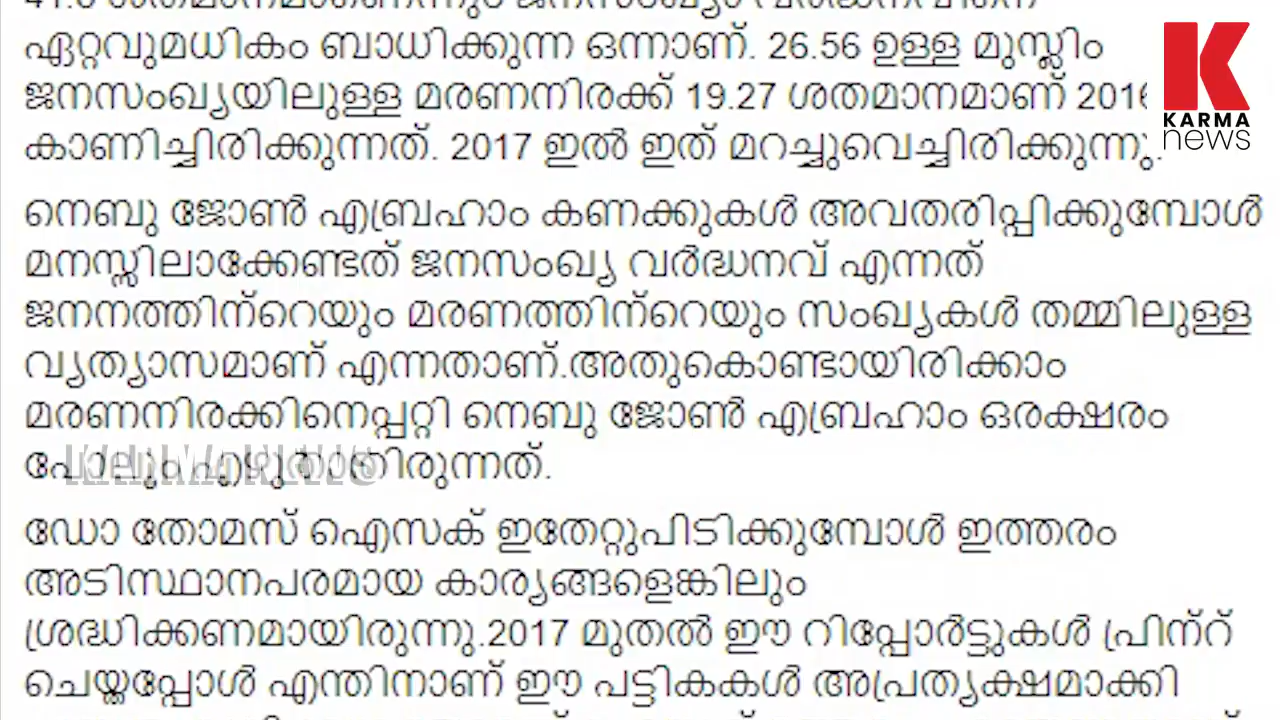 ഏറ്റവുമധികം ബാധിക്കുന്ന ഒന്നാണ്. 26.56 ഉള്ള മുസ്ലിം
ജനസംഖ്യയിലുള്ള മരണനിരക്ക് 19.27 ശതമാനമാണ് 2016
കാണിച്ചിരിക്കുന്നത്. 2017 ഇൽ ഇത് മറച്ചുവെച്ചിരിക്കുന്നു.
KARMA
news
നെബു ജോൺ എബ്രഹാം കണക്കുകൾ അവതരിപ്പിക്കുമ്പോൾ
മനസ്സിലാക്കേണ്ടത് ജനസംഖ്യ വർദ്ധനവ് എന്നത്
ജനനത്തിന്റെയും മരണത്തിന്റെയും സംഖ്യകൾ തമ്മിലുള്ള
വ്യത്യാസമാണ് എന്നതാണ്.അതുകൊണ്ടായിരിക്കാം
മരണനിരക്കിനെപ്പറ്റി നെബു ജോൺ എബ്രഹാം ഒരക്ഷരം
പോലും എഴുതാതിരുന്നത്.
ഡോ തോമസ് ഐസക് ഇതേറ്റുപിടിക്കുമ്പോൾ ഇത്തരം
അടിസ്ഥാനപരമായ കാര്യങ്ങളെങ്കിലും
ശ്രദ്ധിക്കണമായിരുന്നു.2017 മുതൽ ഈ റിപ്പോർട്ടുകൾ പ്രിന്റ്
ചെയ്തപ്പോൾ എന്തിനാണ് ഈ പട്ടികകൾ അപ്രത്യക്ഷമാക്കി